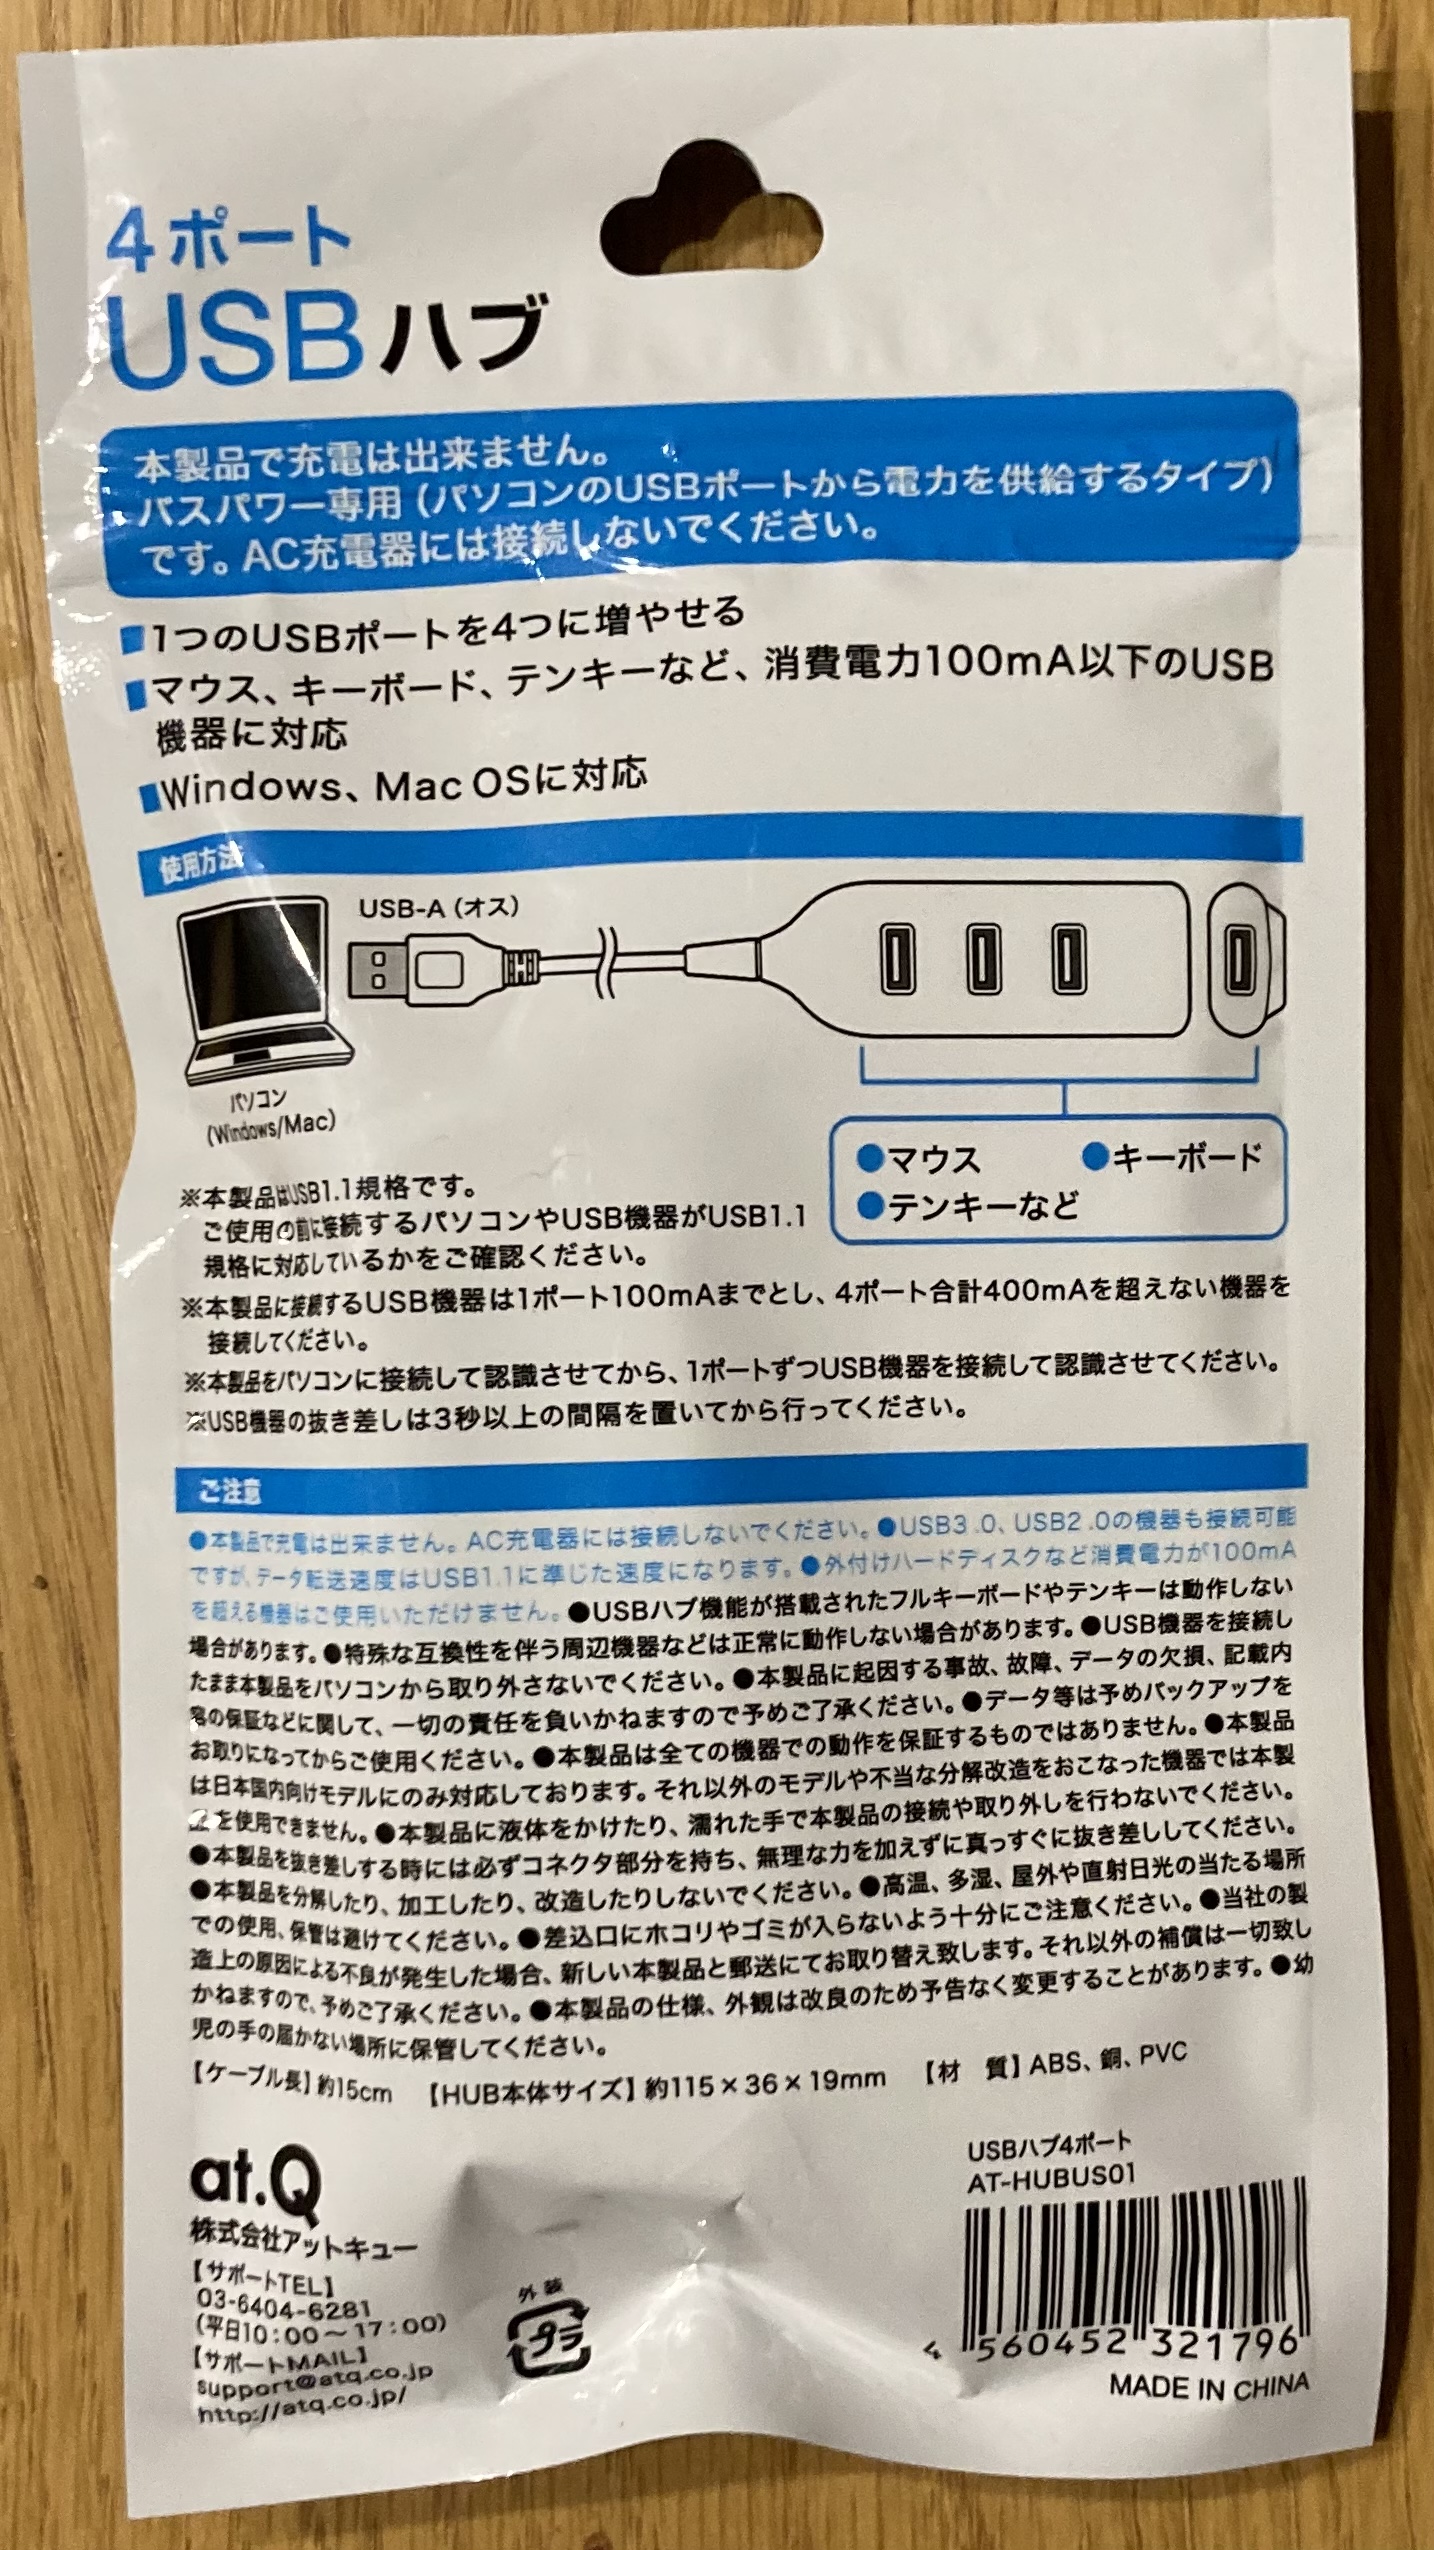 4ポート
USBハブ
本製品で充電は出来ません。
バスパワー専用（パソコンのUSBポートから電力を供給するタイプ）
です。AC充電器には接続しないでください。
■1つのUSBポートを4つに増やせる
■マウス、キーボード、テンキーなど、消費電力100mA以下のUSB
機器に対応
■Windows、Mac OSに対応
使用方法
USB-A（オス）
パソコン
(Windows/Mac)
●マウス ●キーボード
●テンキーなど
※本製品はUSB1.1規格です。
ご使用の前に接続するパソコンやUSB機器がUSB1.1
規格に対応しているかをご確認ください。
※本製品に接続するUSB機器は1ポート100mAまでとし、4ポート合計400mAを超えない機器を
接続してください。
※本製品をパソコンに接続して認識させてから、1ポートずつUSB機器を接続して認識させてください。
※USB機器の抜き差しは3秒以上の間隔を置いてから行ってください。
ご注意
●本製品で充電は出来ません。AC充電器には接続しないでください。●USB3.0、USB2.0の機器も接続可能
ですが、データ転送速度はUSB1.1に準じた速度になります。●外付けハードディスクなど消費電力が100mA
を超える機器はご使用いただけません。●USBハブ機能が搭載されたフルキーボードやテンキーは動作しない
場合があります。●特殊な互換性を伴う周辺機器などは正常に動作しない場合があります。●USB機器を接続し
たまま本製品をパソコンから取り外さないでください。●本製品に起因する事故、故障、データの欠損、記載内
容の保証などに関して、一切の責任を負いかねますので予めご了承ください。●データ等は予めバックアップを
お取りになってからご使用ください。●本製品は全ての機器での動作を保証するものではありません。●本製品
は日本国内向けモデルにのみ対応しております。それ以外のモデルや不当な分解改造をおこなった機器では本製
品を使用できません。●本製品に液体をかけたり、濡れた手で本製品の接続や取り外しを行わないでください。
●本製品を抜き差しする時には必ずコネクタ部分を持ち、無理な力を加えずに真っすぐに抜き差ししてください。
●本製品を分解したり、加工したり、改造したりしないでください。●高温、多湿、屋外や直射日光の当たる場所
での使用、保管は避けてください。●差込口にホコリやゴミが入らないよう十分にご注意ください。●当社の製
造上の原因による不良が発生した場合、新しい本製品と郵送にてお取り替え致します。それ以外の補償は一切致し
かねますので、予めご了承ください。●本製品の仕様、外観は改良のため予告なく変更することがあります。●幼
児の手の届かない場所に保管してください。
【ケーブル長】約15cm 【HUB本体サイズ】約115×36×19mm 【材 質】ABS、銅、PVC
at.Q
株式会社アットキュー
【サポートTEL】
03-6404-6281
(平日10:00〜17:00)
【サポートMAIL】
support@atq.co.jp
http://atq.co.jp/
外装
プラ
USBハブ4ポート
AT-HUBUS01
4 560452 321796
MADE IN CHINA